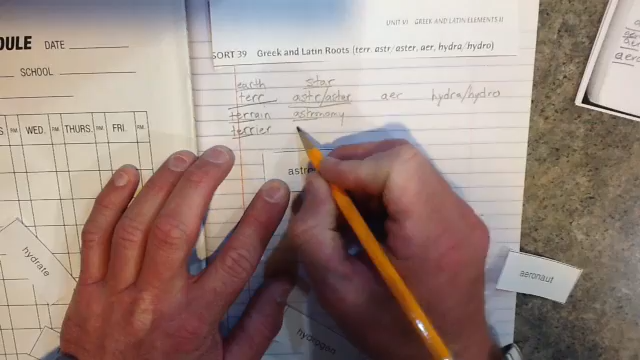 UNIT VI GREEK AND LATIN ELEMENTS II
DULE DATE
SORT 39 Greek and Latin Roots (terr, astr/aster, aer, hydra/hydro)
SCHOOL
earth star
terr astr/aster aer hydra/hydro
terrain astronomy
terrier
WED. THURS. FRI.
astr
hydrate
aeronaut
hydrogen